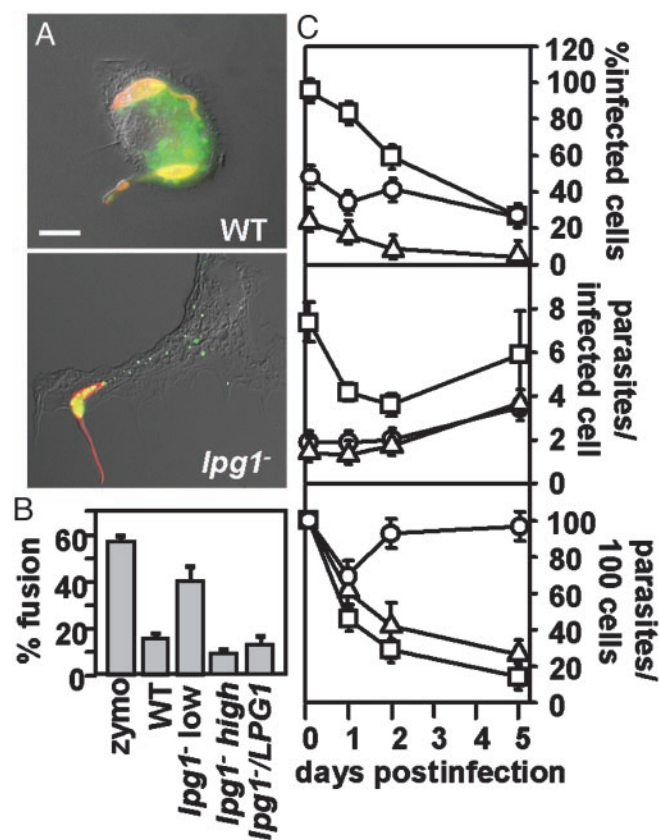 A
WT
lpg1-
B
% fusion
60
40
20
0
zymo
WT
lpg1- low
lpg1- high
lpg1-/LPG1
C
120
100
80
60
40
20
0
%infected cells
8
6
4
2
0
parasites/
infected cell
100
80
60
40
20
0
parasites/
100 cells
0 1 2 3 4 5
days postinfection